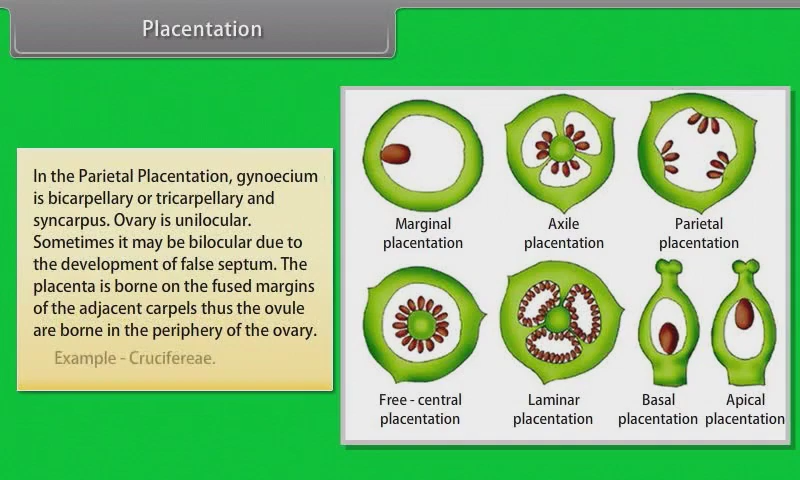 Placentation
In the Parietal Placentation, gynoecium
is bicarpellary or tricarpellary and
syncarpus. Ovary is unilocular.
Sometimes it may be bilocular due to
the development of false septum. The
placenta is borne on the fused margins
of the adjacent carpels thus the ovule
are borne in the periphery of the ovary.
Example - Crucifereae.
Marginal
placentation
Axile
placentation
Parietal
placentation
Free - central
placentation
Laminar
placentation
Basal
placentation
Apical
placentation